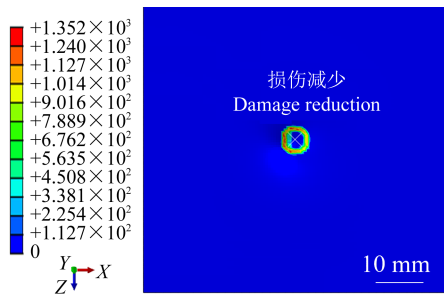 +1.352×10³
+1.240×10³
+1.127×10³
+1.014×10³
+9.016×10²
+7.889×10²
+6.762×10²
+5.635×10²
+4.508×10²
+3.381×10²
+2.254×10²
+1.127×10²
0
Y
X
Z
损伤减少
Damage reduction
10 mm